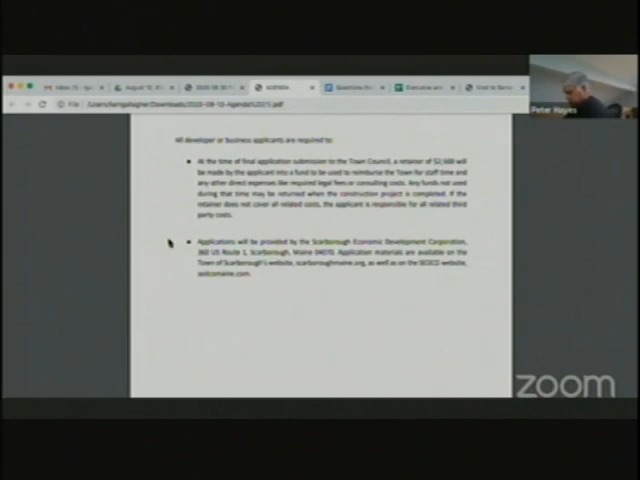 AGENDA
File
Peter Hayes
All developer or business applicants are required to:
At the time of final application submission to the Town Council, a retainer of $2,500 will
be made by the applicant into a fund to be used to reimburse the Town for staff time and
any other direct expenses like required legal fees or consulting costs. Any funds not used
during that time may be returned when the construction project is completed. If the
retainer does not cover all related costs, the applicant is responsible for all related third
party costs.
Applications will be provided by the Scarborough Economic Development Corporation,
360 US Route 1, Scarborough, Maine 04070. Application materials are available on the
Town of Scarborough's website, scarboroughmaine.org, as well as on the SEDCO website,
sedcomaine.com.
zoom